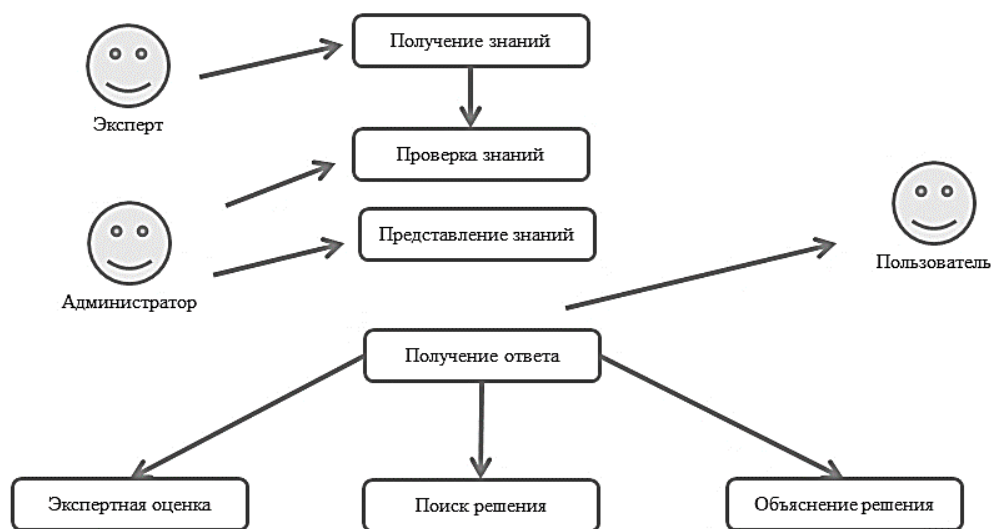 Получение знаний
Эксперт
Проверка знаний
Представление знаний
Администратор
Пользователь
Получение ответа
Экспертная оценка
Поиск решения
Объяснение решения